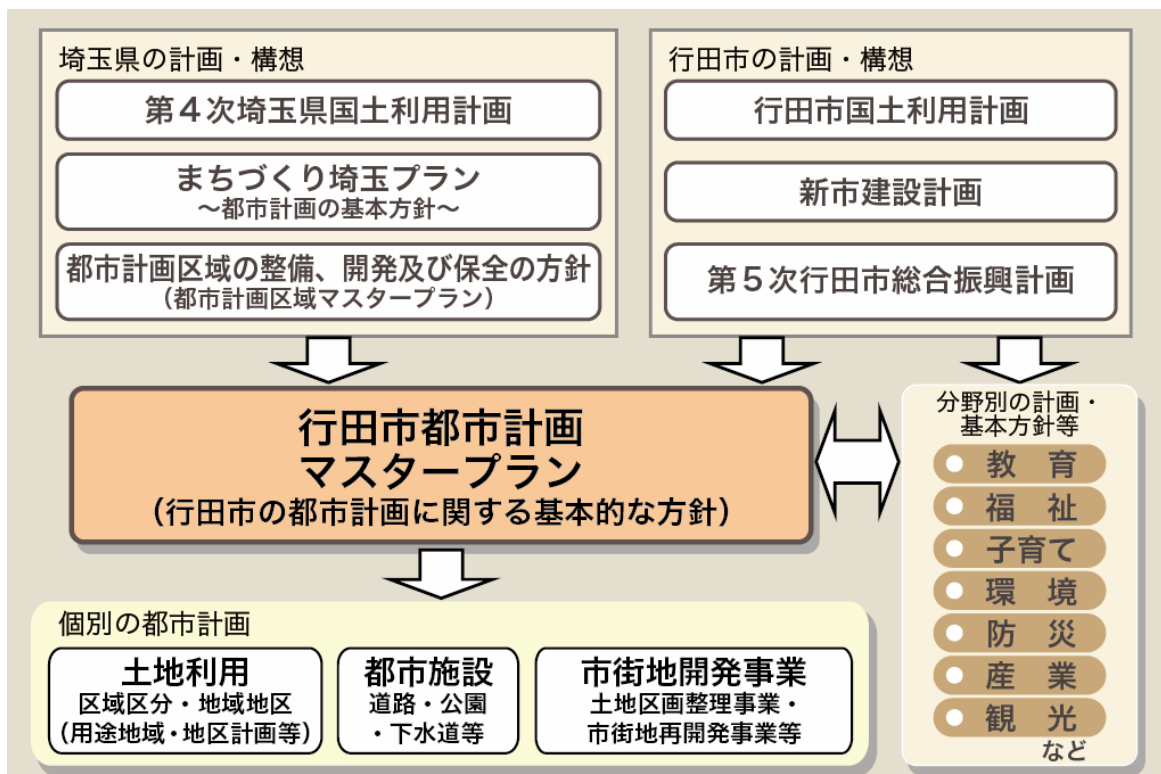 埼玉県の計画・構想
第4次埼玉県国土利用計画
まちづくり埼玉プラン
～都市計画の基本方針～
都市計画区域の整備、開発及び保全の方針
（都市計画区域マスタープラン）
行田市の計画・構想
行田市国土利用計画
新市建設計画
第5次行田市総合振興計画
行田市都市計画
マスタープラン
（行田市の都市計画に関する基本的な方針）
分野別の計画・
基本方針等
教　育
福　祉
子育て
環　境
防　災
産　業
観　光
など
個別の都市計画
土地利用
区域区分・地域地区
（用途地域・地区計画等）
都市施設
道路・公園
・下水道等
市街地開発事業
土地区画整理事業・
市街地再開発事業等